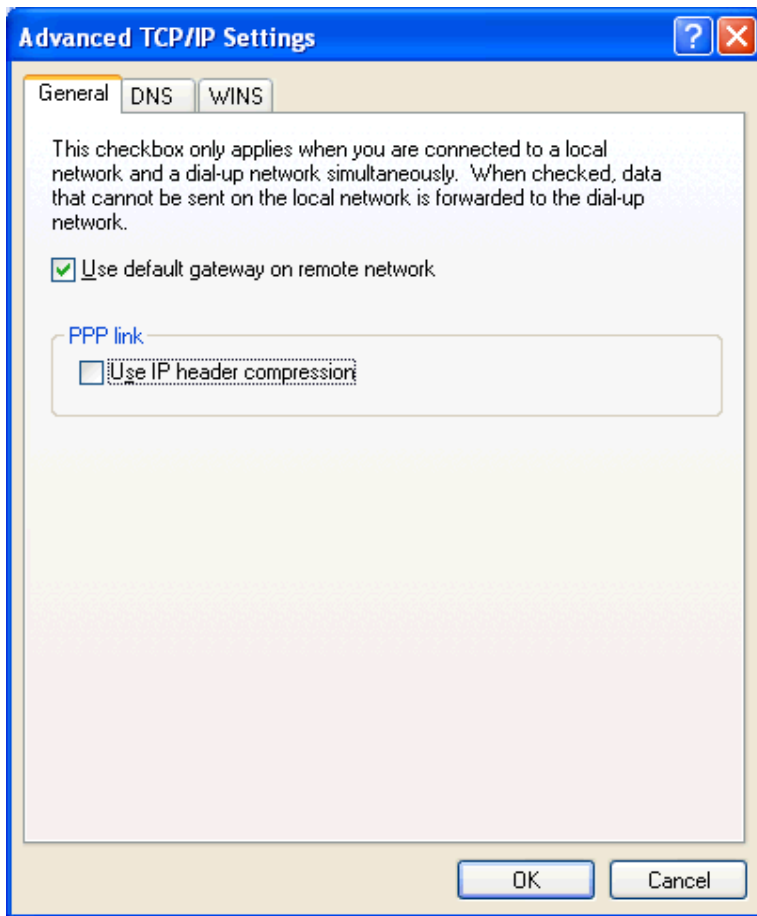 Advanced TCP/IP Settings
General DNS WINS
This checkbox only applies when you are connected to a local
network and a dial-up network simultaneously.  When checked, data
that cannot be sent on the local network is forwarded to the dial-up
network.
Use default gateway on remote network
PPP link
Use IP header compression
OK Cancel